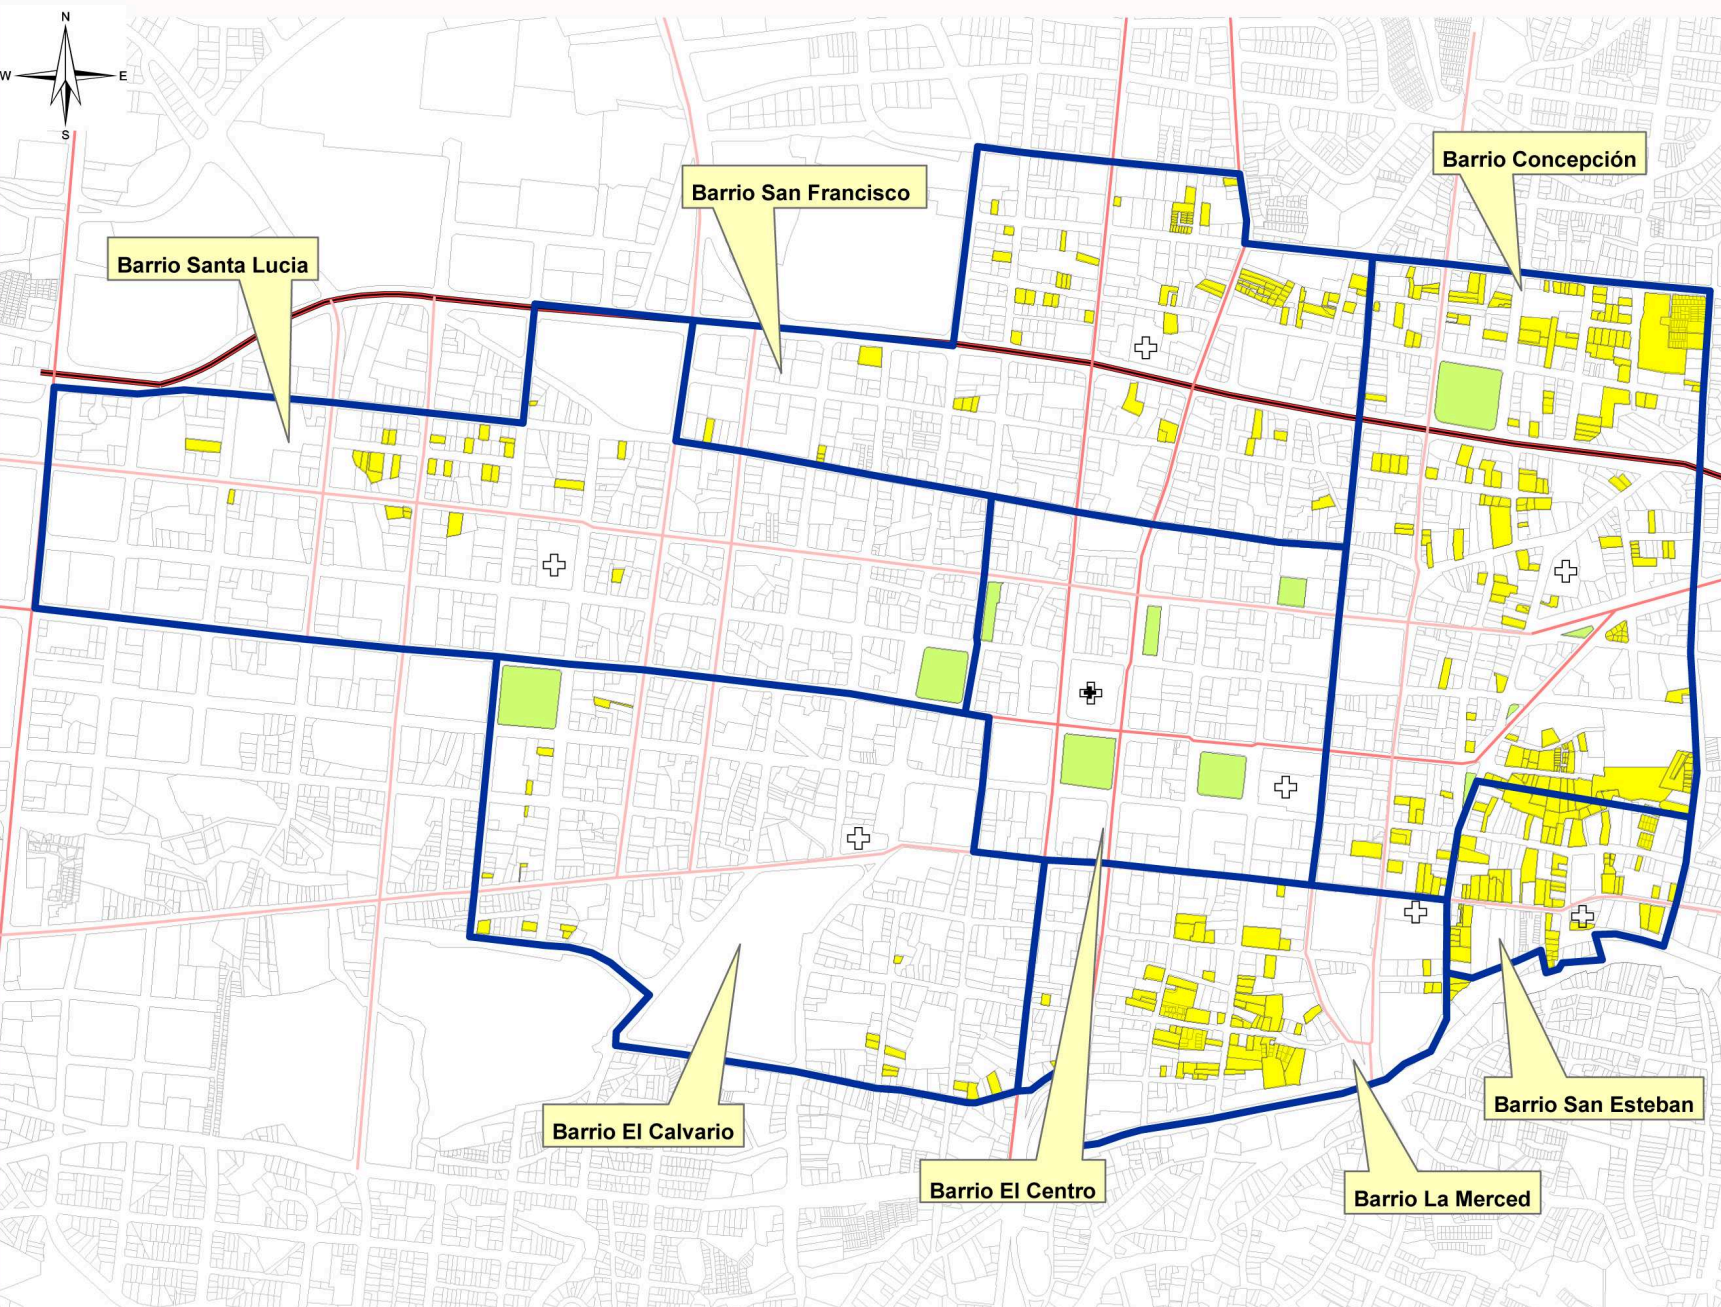 N
W E
S
Barrio Concepción
Barrio San Francisco
Barrio Santa Lucia
Barrio San Esteban
Barrio El Calvario
Barrio El Centro
Barrio La Merced